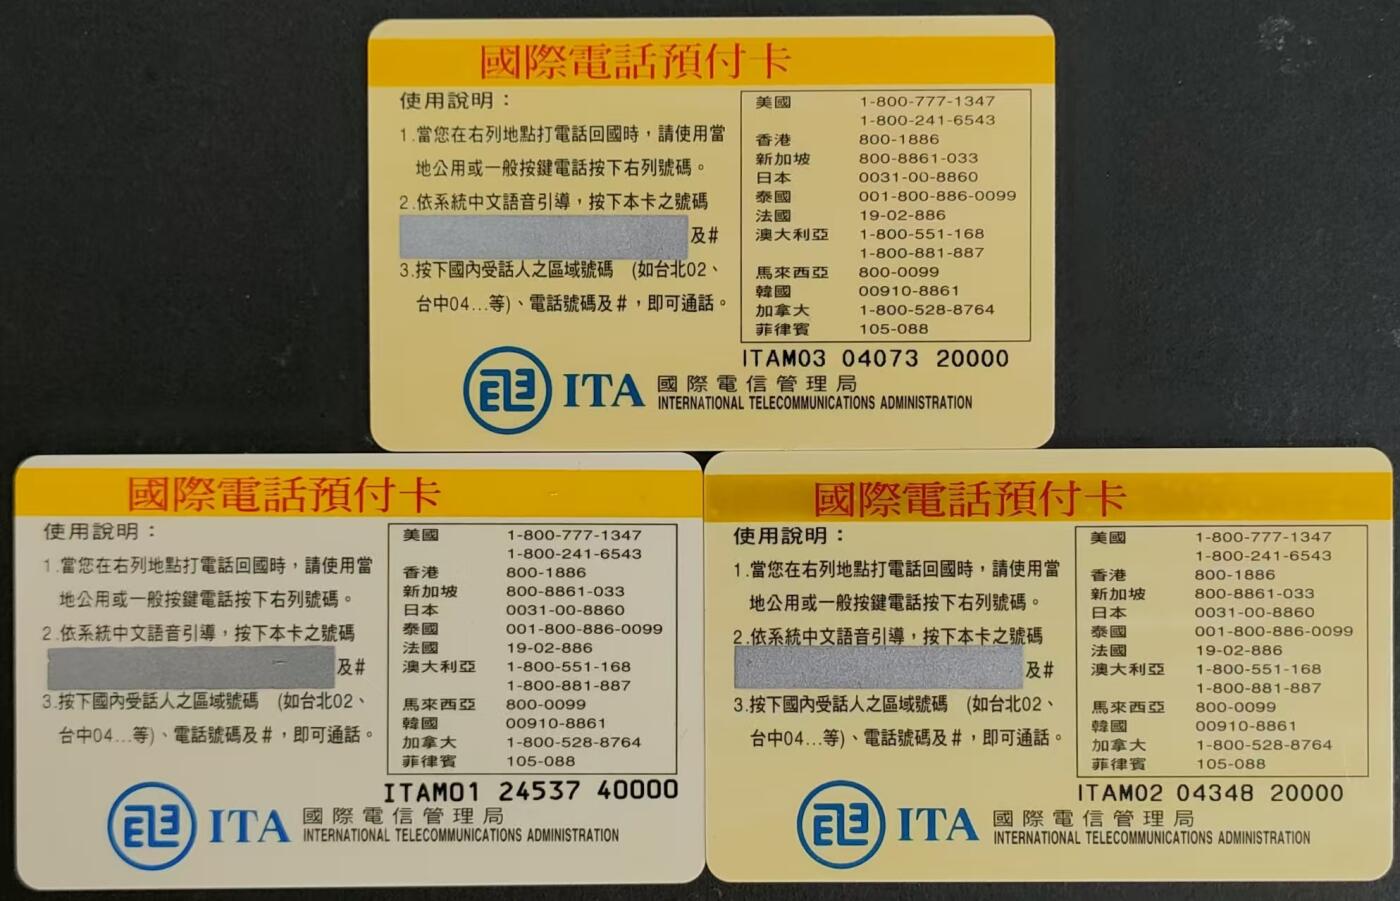 國際電話預付卡
使用說明：
1.當您在右列地點打電話回國時，請使用當
地公用或一般按鍵電話按下右列號碼。
2.依系統中文語音引導，按下本卡之號碼
及#
3.按下國內受話人之區域號碼 (如台北02、
台中04...等)、電話號碼及#，即可通話。
美國 1-800-777-1347
1-800-241-6543
香港 800-1886
新加坡 800-8861-033
日本 0031-00-8860
泰國 001-800-886-0099
法國 19-02-886
澳大利亞 1-800-551-168
1-800-881-887
馬來西亞 800-0099
韓國 00910-8861
加拿大 1-800-528-8764
菲律賓 105-088
ITAM03 04073 20000
ITA 國際電信管理局
INTERNATIONAL TELECOMMUNICATIONS ADMINISTRATION
國際電話預付卡
使用說明：
1.當您在右列地點打電話回國時，請使用當
地公用或一般按鍵電話按下右列號碼。
2.依系統中文語音引導，按下本卡之號碼
及#
3.按下國內受話人之區域號碼 (如台北02、
台中04...等)、電話號碼及#，即可通話。
美國 1-800-777-1347
1-800-241-6543
香港 800-1886
新加坡 800-8861-033
日本 0031-00-8860
泰國 001-800-886-0099
法國 19-02-886
澳大利亞 1-800-551-168
1-800-881-887
馬來西亞 800-0099
韓國 00910-8861
加拿大 1-800-528-8764
菲律賓 105-088
ITAM01 24537 40000
ITA 國際電信管理局
INTERNATIONAL TELECOMMUNICATIONS ADMINISTRATION
國際電話預付卡
使用說明：
1.當您在右列地點打電話回國時，請使用當
地公用或一般按鍵電話按下右列號碼。
2.依系統中文語音引導，按下本卡之號碼
及#
3.按下國內受話人之區域號碼 (如台北02、
台中04...等)、電話號碼及#，即可通話。
美國 1-800-777-1347
1-800-241-6543
香港 800-1886
新加坡 800-8861-033
日本 0031-00-8860
泰國 001-800-886-0099
法國 19-02-886
澳大利亞 1-800-551-168
1-800-881-887
馬來西亞 800-0099
韓國 00910-8861
加拿大 1-800-528-8764
菲律賓 105-088
ITAM02 04348 20000
ITA 國際電信管理局
INTERNATIONAL TELECOMMUNICATIONS ADMINISTRATION